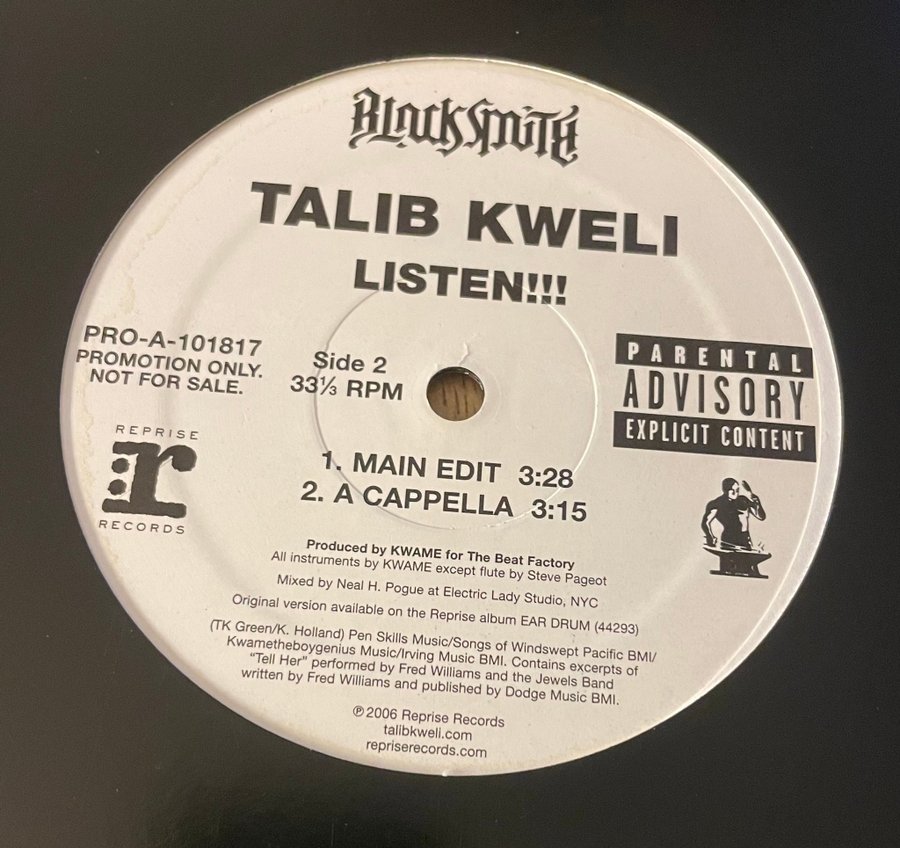 BLACKSMITH
TALIB KWELI
LISTEN!!!
PRO-A-101817
PROMOTION ONLY.
NOT FOR SALE.
Side 2
33⅓ RPM
PARENTAL
ADVISORY
EXPLICIT CONTENT
REPRISE
r
RECORDS
1. MAIN EDIT 3:28
2. A CAPPELLA 3:15
Produced by KWAME for The Beat Factory
All instruments by KWAME except flute by Steve Pageot
Mixed by Neal H. Pogue at Electric Lady Studio, NYC
Original version available on the Reprise album EAR DRUM (44293)
(TK Green/K. Holland) Pen Skills Music/Songs of Windswept Pacific BMI/
Kwametheboygenius Music/Irving Music BMI. Contains excerpts of
"Tell Her" performed by Fred Williams and the Jewels Band
written by Fred Williams and published by Dodge Music BMI.
℗2006 Reprise Records
talibkweli.com
repriserecords.com